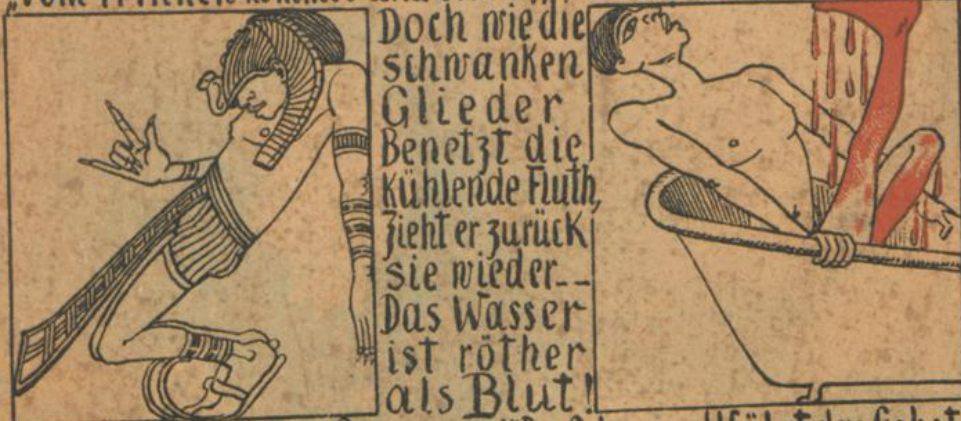 Doch wie die
schwanken
Glieder
Benetzt die
kühlende Fluth,
zieht er zurück
sie wieder--
Das Wasser
ist röther
als Blut!